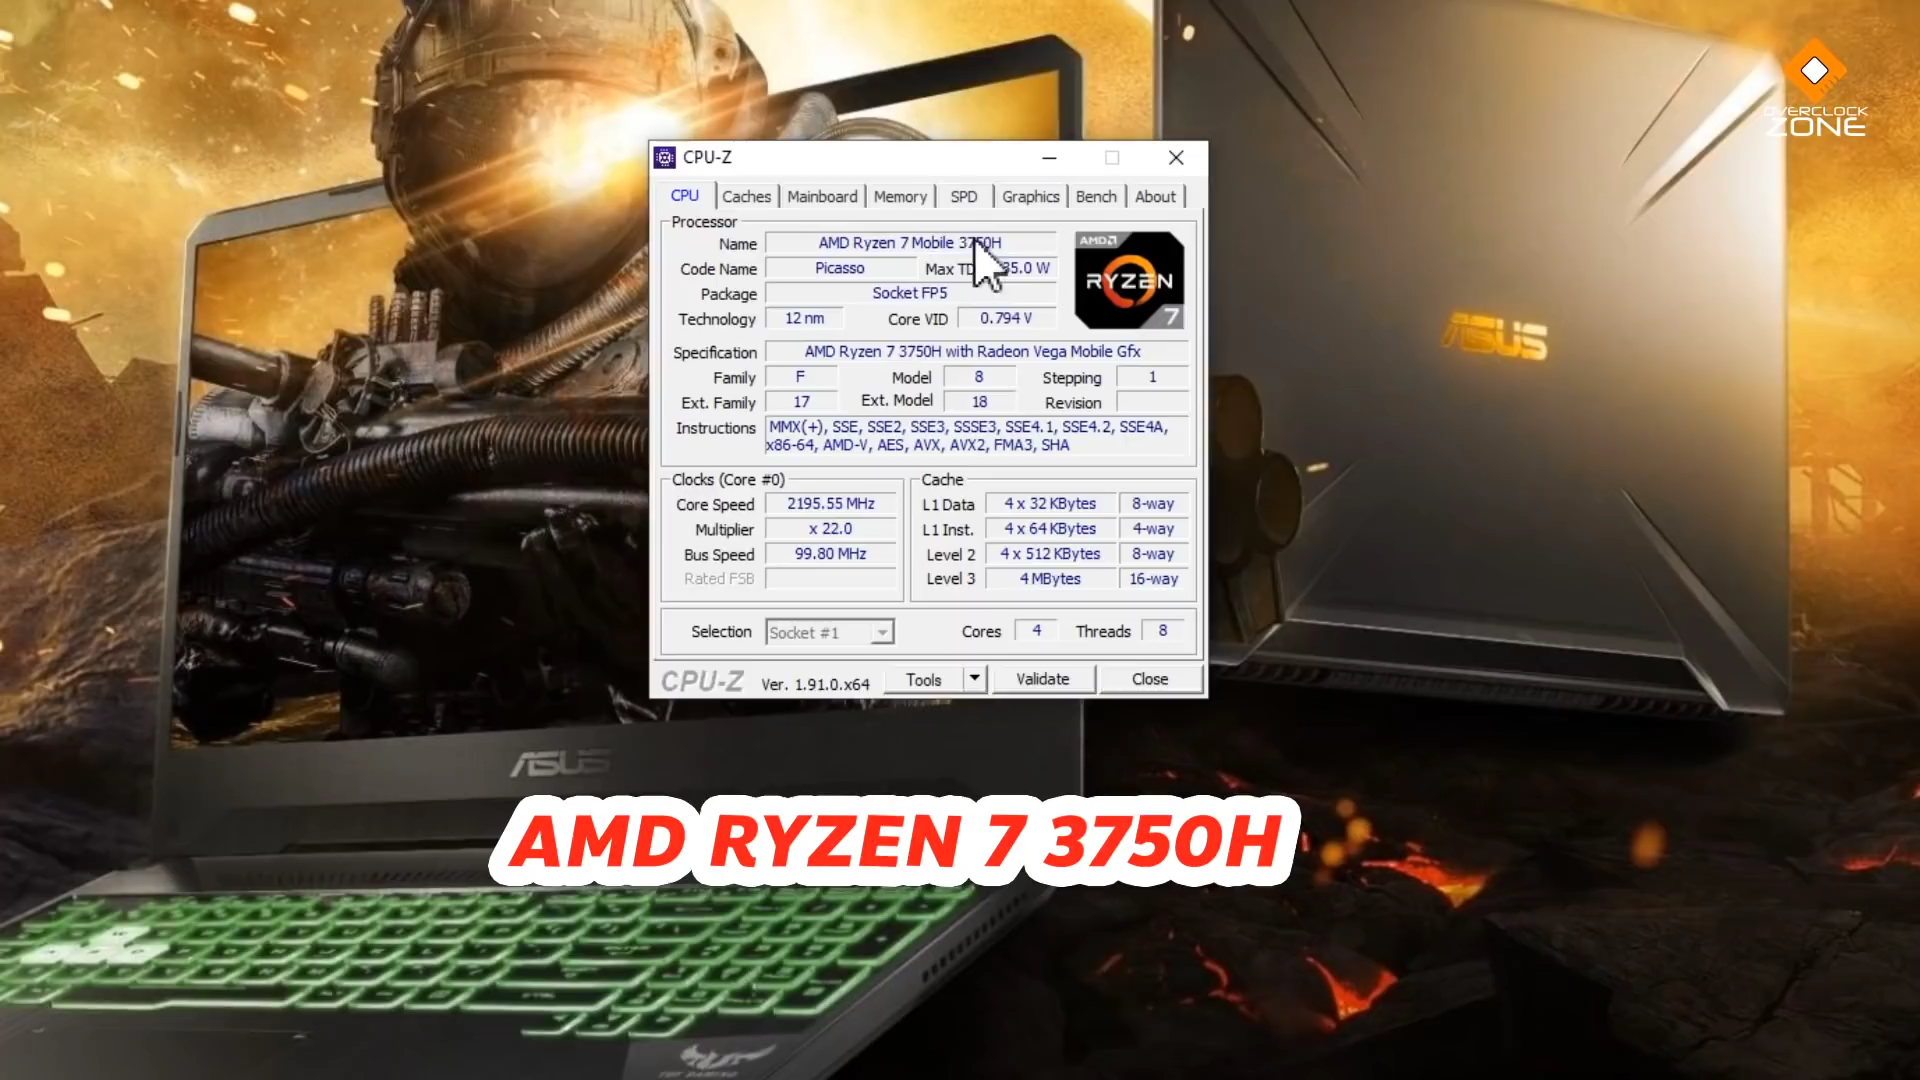 OVERCLOCK
ZONE
CPU-Z
CPU Caches Mainboard Memory SPD Graphics Bench About
Processor
Name AMD Ryzen 7 Mobile 3750H
Code Name Picasso Max 35.0 W
Package Socket FP5
Technology 12 nm Core VID 0.794 V
AMD
RYZEN
7
Specification AMD Ryzen 7 3750H with Radeon Vega Mobile Gfx
Family F Model 8 Stepping 1
Ext. Family 17 Ext. Model 18 Revision
Instructions MMX(+), SSE, SSE2, SSE3, SSSE3, SSE4.1, SSE4.2, SSE4A,
x86-64, AMD-V, AES, AVX, AVX2, FMA3, SHA
Clocks (Core #0)
Core Speed 2195.55 MHz
Multiplier x 22.0
Bus Speed 99.80 MHz
Rated FSB
Cache
L1 Data 4 x 32 KBytes 8-way
L1 Inst. 4 x 64 KBytes 4-way
Level 2 4 x 512 KBytes 8-way
Level 3 4 MBytes 16-way
Selection Socket #1 Cores 4 Threads 8
CPU-Z Ver. 1.91.0.x64 Tools Validate Close
ASUS
ASUS
AMD RYZEN 7 3750H
TUF GAMING